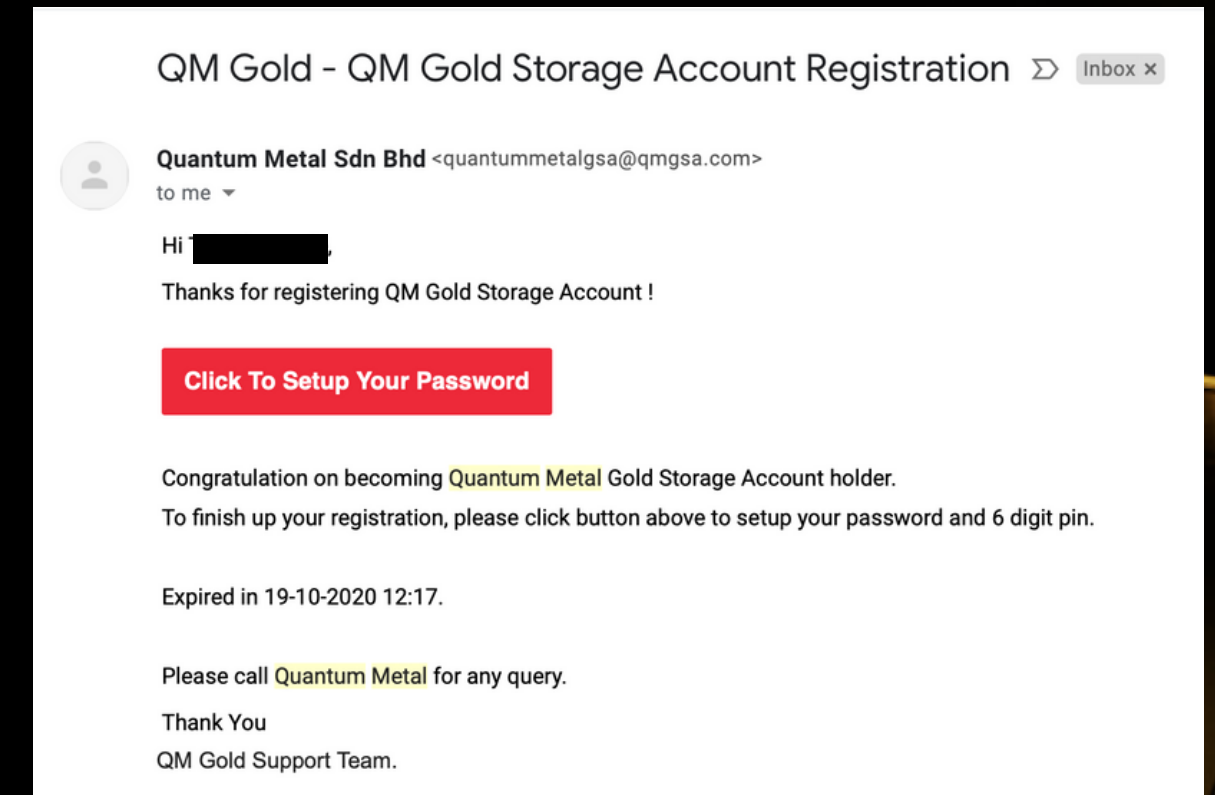 QM Gold - QM Gold Storage Account Registration Inbox ×
Quantum Metal Sdn Bhd <quantummetalgsa@qmgsa.com>
to me
Hi ,
Thanks for registering QM Gold Storage Account !
Click To Setup Your Password
Congratulation on becoming Quantum Metal Gold Storage Account holder.
To finish up your registration, please click button above to setup your password and 6 digit pin.
Expired in 19-10-2020 12:17.
Please call Quantum Metal for any query.
Thank You
QM Gold Support Team.